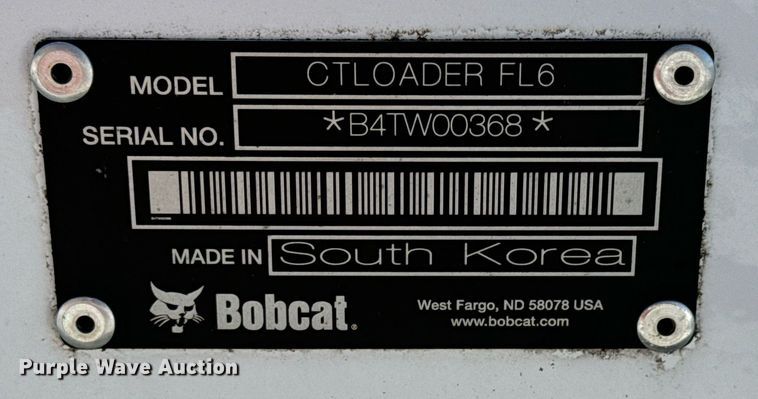 MODEL CTLOADER FL6
SERIAL NO. *B4TW00368*
MADE IN South Korea
Bobcat.
West Fargo, ND 58078 USA
www.bobcat.com
Purple Wave Auction